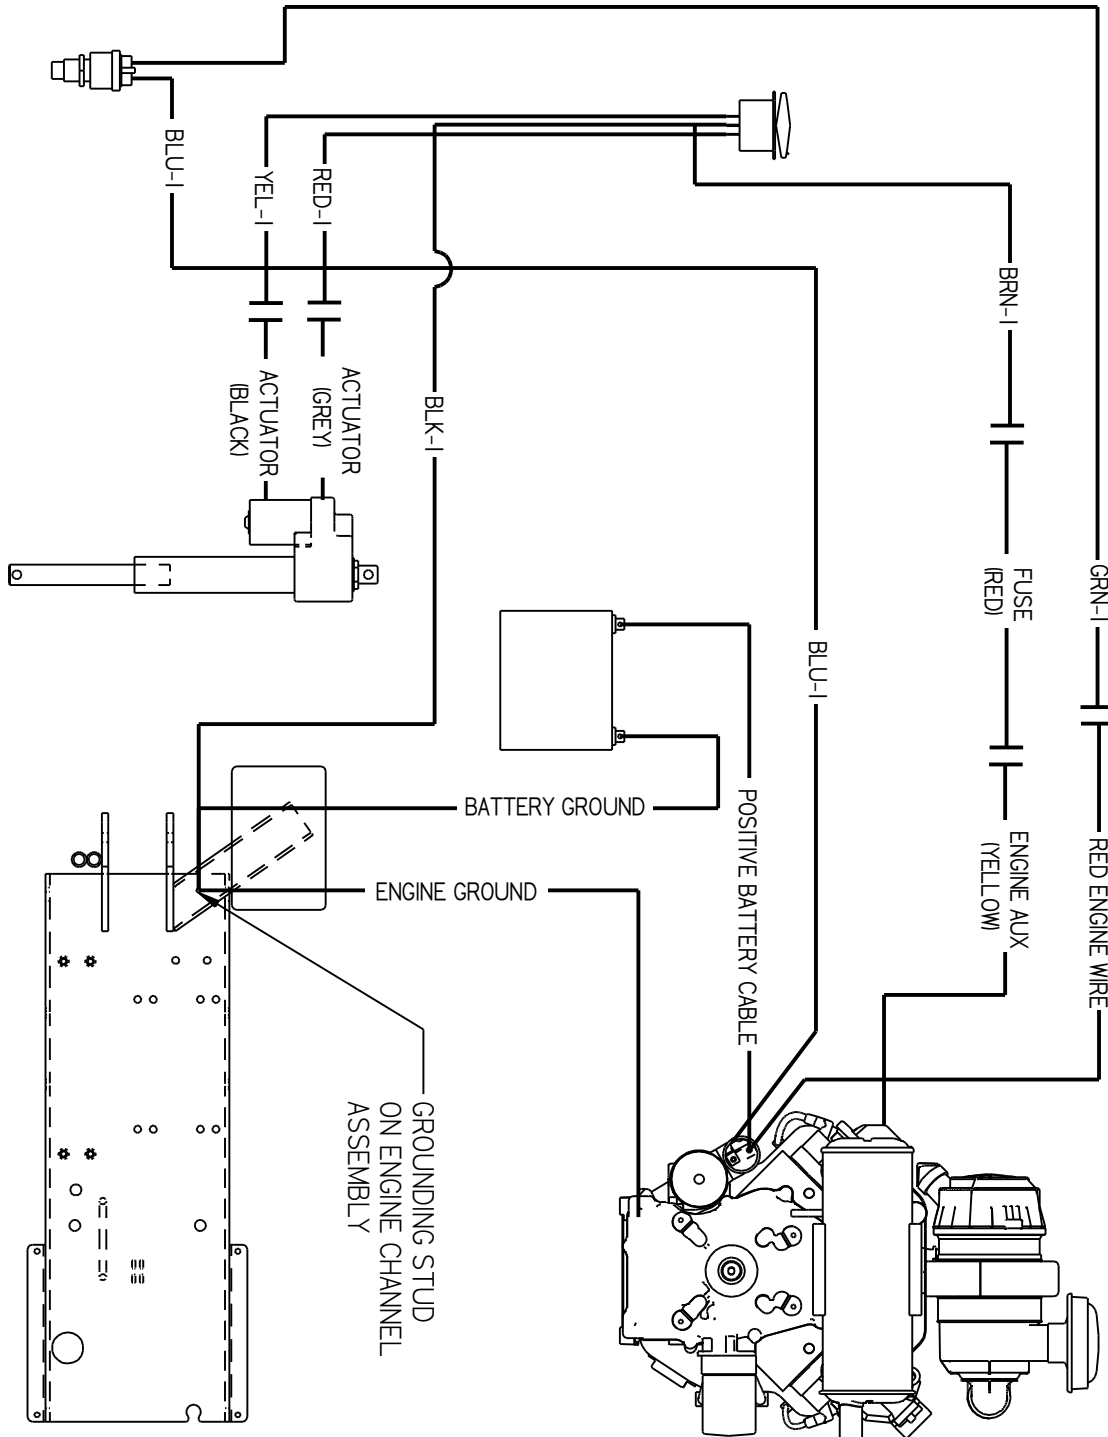 BLU-1
YEL-1
RED-1
BRN-1
ACTUATOR
(GREY)
ACTUATOR
(BLACK)
BLK-1
GRN-1
FUSE
(RED)
BLU-1
BATTERY GROUND
POSITIVE BATTERY CABLE
ENGINE AUX
(YELLOW)
RED ENGINE WIRE
ENGINE GROUND
GROUNDING STUD
ON ENGINE CHANNEL
ASSEMBLY